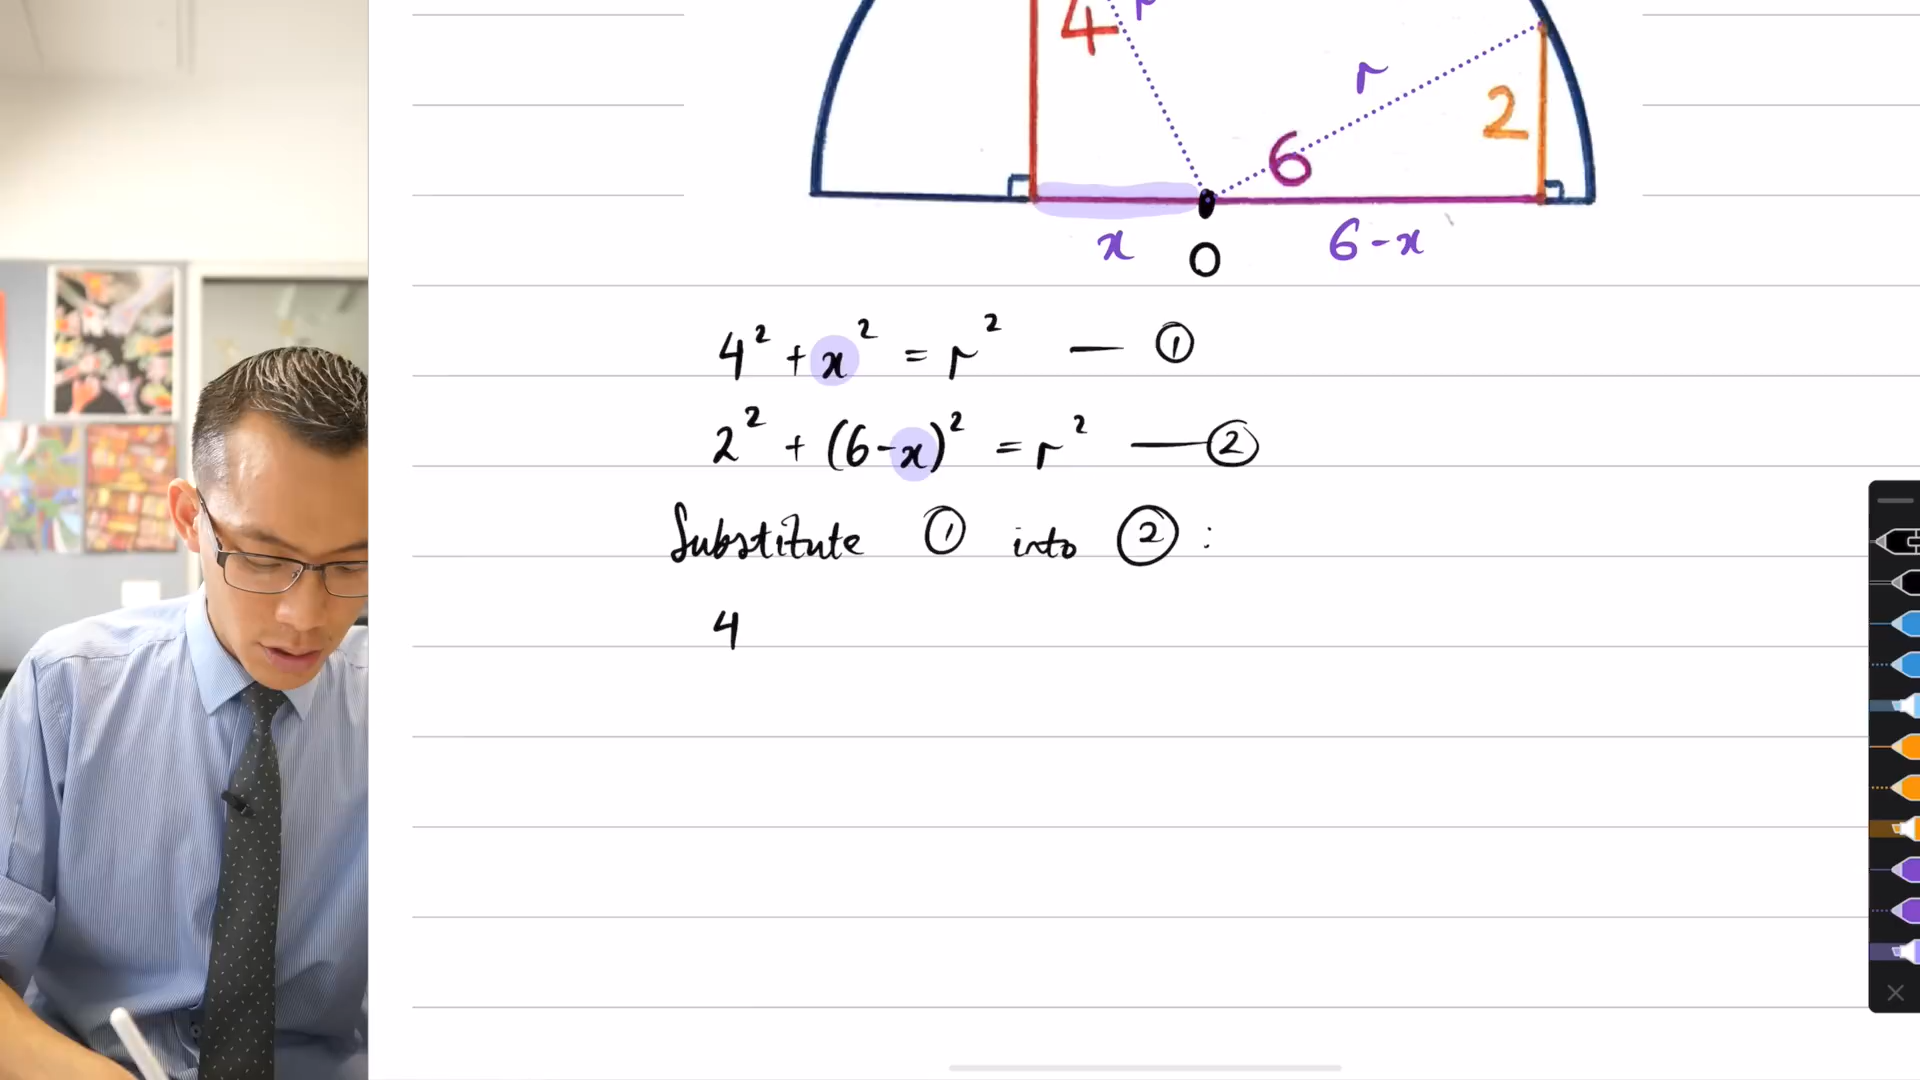 4 r
r 2
6
x O 6-x
4² + x² = r² — ①
2² + (6-x)² = r² — ②
Substitute ① into ② :
4